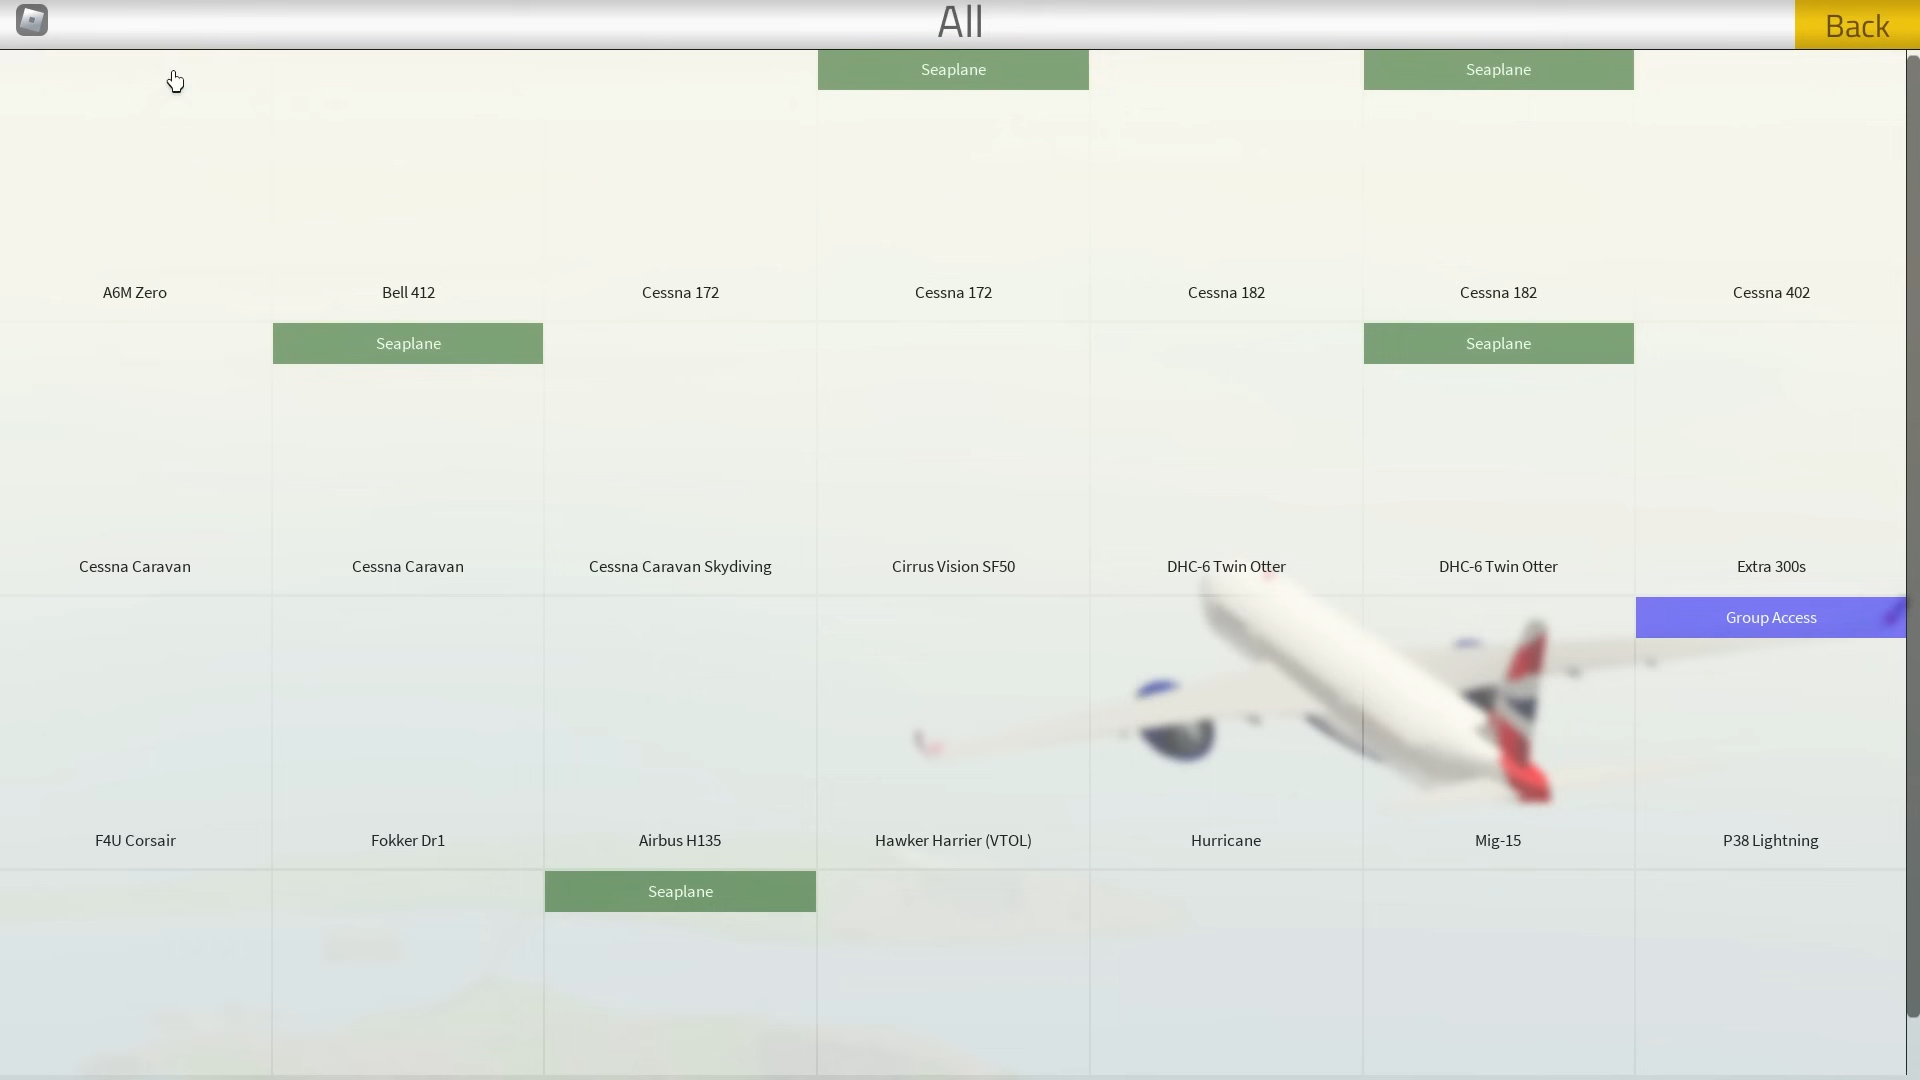 All
Back
Seaplane
Seaplane
A6M Zero
Bell 412
Cessna 172
Cessna 172
Cessna 182
Cessna 182
Cessna 402
Seaplane
Seaplane
Cessna Caravan
Cessna Caravan
Cessna Caravan Skydiving
Cirrus Vision SF50
DHC-6 Twin Otter
DHC-6 Twin Otter
Extra 300s
Group Access
F4U Corsair
Fokker Dr1
Airbus H135
Hawker Harrier (VTOL)
Hurricane
Mig-15
P38 Lightning
Seaplane